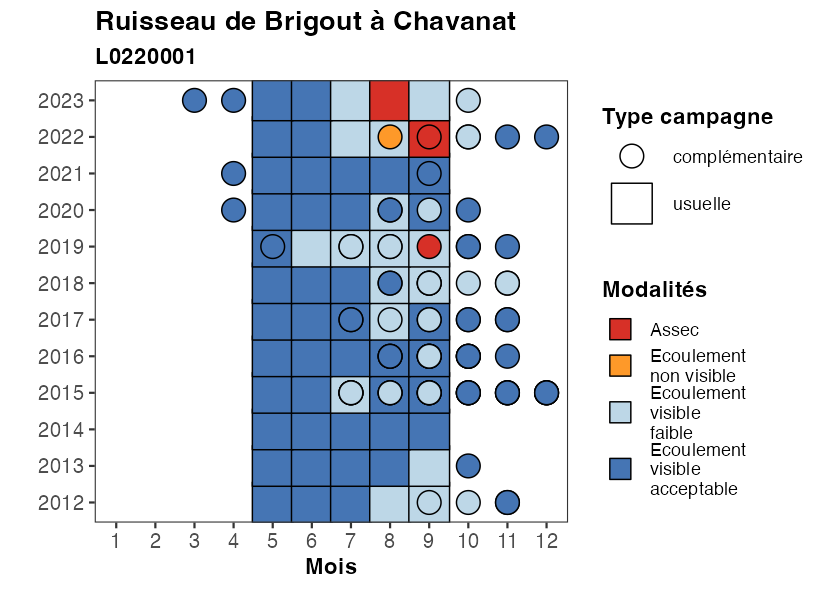 Ruisseau de Brigout à Chavanat
L0220001
2023
2022
2021
2020
2019
2018
2017
2016
2015
2014
2013
2012
1 2 3 4 5 6 7 8 9 10 11 12
Mois
Type campagne
complémentaire
usuelle
Modalités
Assec
Ecoulement
non visible
Ecoulement
visible
faible
Ecoulement
visible
acceptable